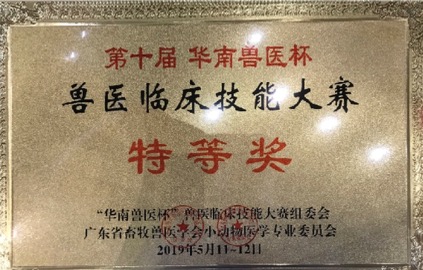 第十届 华南兽医杯
兽医临床技能大赛
特等奖
“华南兽医杯”兽医临床技能大赛组委会
广东省畜牧兽医学会小动物医学专业委员会
2019年5月11~12日